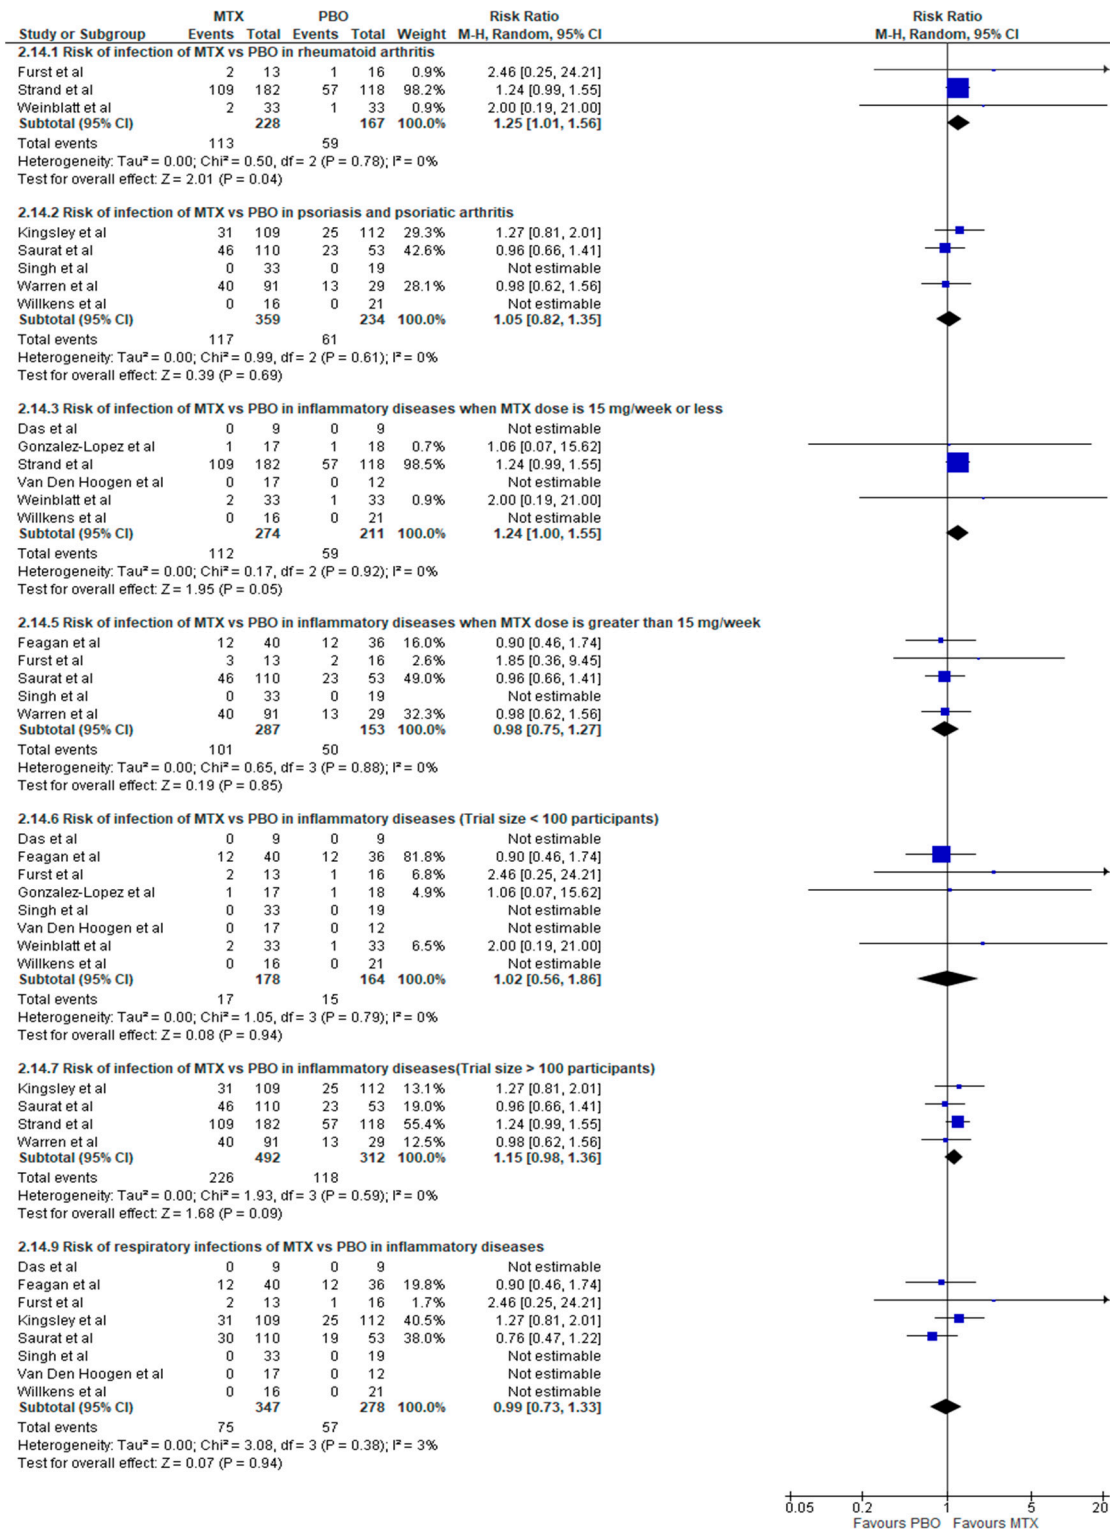 MTX PBO Risk Ratio Risk Ratio
Study or Subgroup Events Total Events Total Weight M-H, Random, 95% CI M-H, Random, 95% CI
2.14.1 Risk of infection of MTX vs PBO in rheumatoid arthritis
Furst et al 2 13 1 16 0.9% 2.46 [0.25, 24.21]
Strand et al 109 182 57 118 98.2% 1.24 [0.99, 1.55]
Weinblatt et al 2 33 1 33 0.9% 2.00 [0.19, 21.00]
Subtotal (95% CI) 228 167 100.0% 1.25 [1.01, 1.56]
Total events 113 59
Heterogeneity: Tau² = 0.00; Chi² = 0.50, df = 2 (P = 0.78); I² = 0%
Test for overall effect: Z = 2.01 (P = 0.04)
2.14.2 Risk of infection of MTX vs PBO in psoriasis and psoriatic arthritis
Kingsley et al 31 109 25 112 29.3% 1.27 [0.81, 2.01]
Saurat et al 46 110 23 53 42.6% 0.96 [0.66, 1.41]
Singh et al 0 33 0 19 Not estimable
Warren et al 40 91 13 29 28.1% 0.98 [0.62, 1.56]
Willkens et al 0 16 0 21 Not estimable
Subtotal (95% CI) 359 234 100.0% 1.05 [0.82, 1.35]
Total events 117 61
Heterogeneity: Tau² = 0.00; Chi² = 0.99, df = 2 (P = 0.61); I² = 0%
Test for overall effect: Z = 0.39 (P = 0.69)
2.14.3 Risk of infection of MTX vs PBO in inflammatory diseases when MTX dose is 15 mg/week or less
Das et al 0 9 0 9 Not estimable
Gonzalez-Lopez et al 1 17 1 18 0.7% 1.06 [0.07, 15.62]
Strand et al 109 182 57 118 98.5% 1.24 [0.99, 1.55]
Van Den Hoogen et al 0 17 0 12 Not estimable
Weinblatt et al 2 33 1 33 0.9% 2.00 [0.19, 21.00]
Willkens et al 0 16 0 21 Not estimable
Subtotal (95% CI) 274 211 100.0% 1.24 [1.00, 1.55]
Total events 112 59
Heterogeneity: Tau² = 0.00; Chi² = 0.17, df = 2 (P = 0.92); I² = 0%
Test for overall effect: Z = 1.95 (P = 0.05)
2.14.5 Risk of infection of MTX vs PBO in inflammatory diseases when MTX dose is greater than 15 mg/week
Feagan et al 12 40 12 36 16.0% 0.90 [0.46, 1.74]
Furst et al 3 13 2 16 2.6% 1.85 [0.36, 9.45]
Saurat et al 46 110 23 53 49.0% 0.96 [0.66, 1.41]
Singh et al 0 33 0 19 Not estimable
Warren et al 40 91 13 29 32.3% 0.98 [0.62, 1.56]
Subtotal (95% CI) 287 153 100.0% 0.98 [0.75, 1.27]
Total events 101 50
Heterogeneity: Tau² = 0.00; Chi² = 0.65, df = 3 (P = 0.88); I² = 0%
Test for overall effect: Z = 0.19 (P = 0.85)
2.14.6 Risk of infection of MTX vs PBO in inflammatory diseases (Trial size < 100 participants)
Das et al 0 9 0 9 Not estimable
Feagan et al 12 40 12 36 81.8% 0.90 [0.46, 1.74]
Furst et al 2 13 1 16 6.8% 2.46 [0.25, 24.21]
Gonzalez-Lopez et al 1 17 1 18 4.9% 1.06 [0.07, 15.62]
Singh et al 0 33 0 19 Not estimable
Van Den Hoogen et al 0 17 0 12 Not estimable
Weinblatt et al 2 33 1 33 6.5% 2.00 [0.19, 21.00]
Willkens et al 0 16 0 21 Not estimable
Subtotal (95% CI) 178 164 100.0% 1.02 [0.56, 1.86]
Total events 17 15
Heterogeneity: Tau² = 0.00; Chi² = 1.05, df = 3 (P = 0.79); I² = 0%
Test for overall effect: Z = 0.08 (P = 0.94)
2.14.7 Risk of infection of MTX vs PBO in inflammatory diseases(Trial size > 100 participants)
Kingsley et al 31 109 25 112 13.1% 1.27 [0.81, 2.01]
Saurat et al 46 110 23 53 19.0% 0.96 [0.66, 1.41]
Strand et al 109 182 57 118 55.4% 1.24 [0.99, 1.55]
Warren et al 40 91 13 29 12.5% 0.98 [0.62, 1.56]
Subtotal (95% CI) 492 312 100.0% 1.15 [0.98, 1.36]
Total events 226 118
Heterogeneity: Tau² = 0.00; Chi² = 1.93, df = 3 (P = 0.59); I² = 0%
Test for overall effect: Z = 1.68 (P = 0.09)
2.14.9 Risk of respiratory infections of MTX vs PBO in inflammatory diseases
Das et al 0 9 0 9 Not estimable
Feagan et al 12 40 12 36 19.8% 0.90 [0.46, 1.74]
Furst et al 2 13 1 16 1.7% 2.46 [0.25, 24.21]
Kingsley et al 31 109 25 112 40.5% 1.27 [0.81, 2.01]
Saurat et al 30 110 19 53 38.0% 0.76 [0.47, 1.22]
Singh et al 0 33 0 19 Not estimable
Van Den Hoogen et al 0 17 0 12 Not estimable
Willkens et al 0 16 0 21 Not estimable
Subtotal (95% CI) 347 278 100.0% 0.99 [0.73, 1.33]
Total events 75 57
Heterogeneity: Tau² = 0.00; Chi² = 3.08, df = 3 (P = 0.38); I² = 3%
Test for overall effect: Z = 0.07 (P = 0.94)
0.05 0.2 1 5 20
Favours PBO Favours MTX